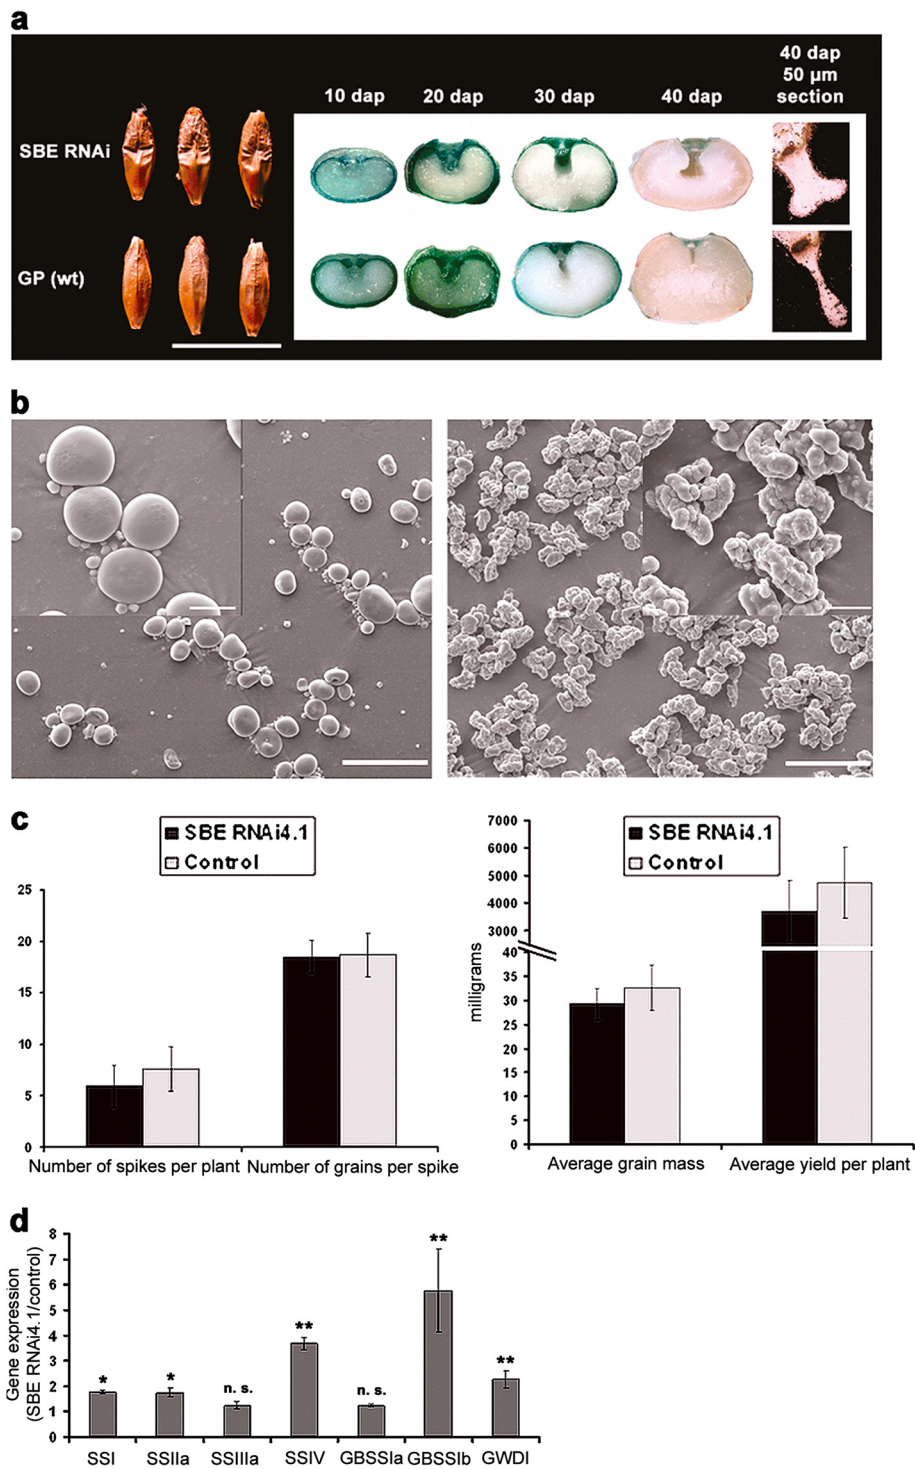 a
40 dap
50 µm
section
10 dap 20 dap 30 dap 40 dap
SBE RNAi
GP (wt)
b
c
SBE RNAi4.1
Control
25
20
15
10
5
0
Number of spikes per plant Number of grains per spike
SBE RNAi4.1
Control
milligrams
7000
6000
5000
4000
3000
40
35
30
25
20
15
10
5
0
Average grain mass Average yield per plant
d
Gene expression
(SBE RNAi4.1/control)
8
7
6
5
4
3
2
1
0
* * n. s. ** n. s. ** **
SSI SSIIa SSIIIa SSIV GBSSIa GBSSIb GWDI